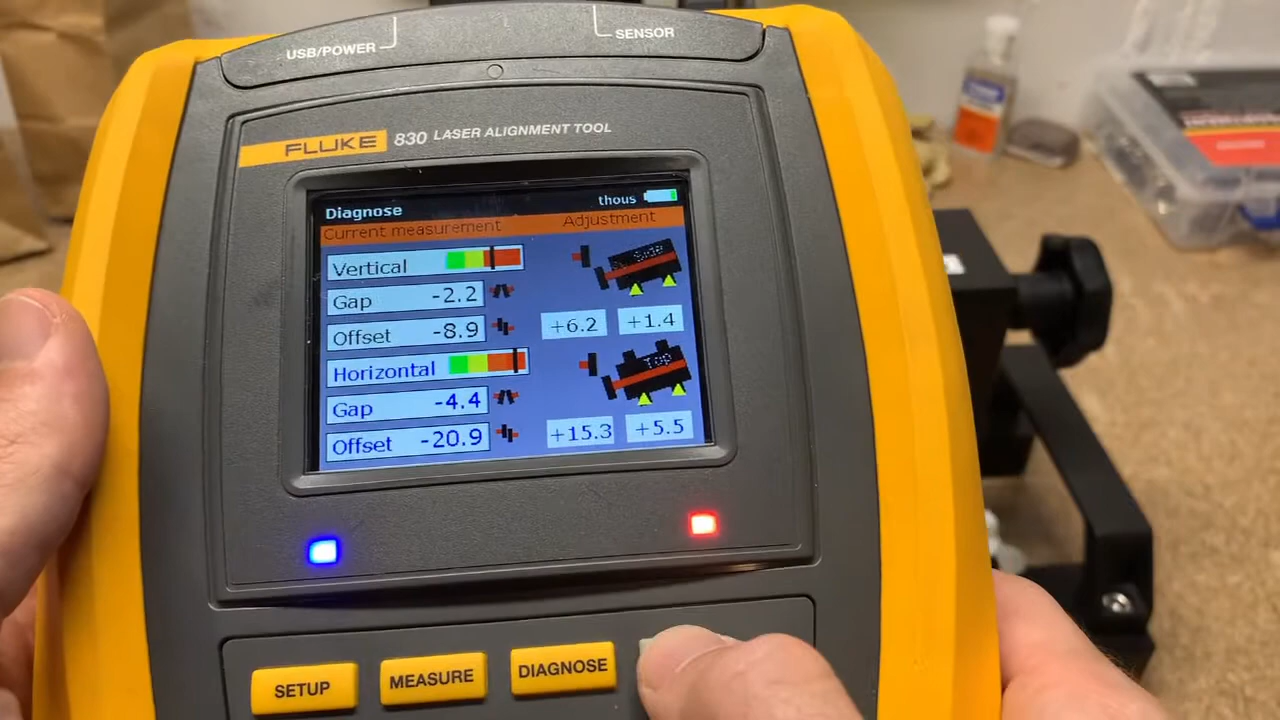 USB/POWER
SENSOR
FLUKE 830 LASER ALIGNMENT TOOL
Diagnose thous
Current measurement Adjustment
Vertical
Gap -2.2
Offset -8.9 +6.2 +1.4
Horizontal Top
Gap -4.4
Offset -20.9 +15.3 +5.5
SETUP MEASURE DIAGNOSE